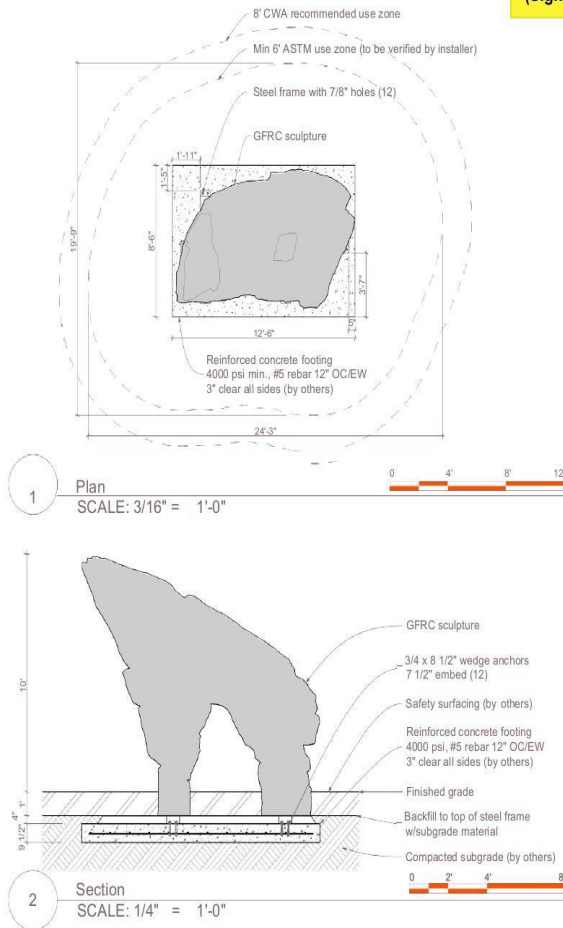 8' CWA recommended use zone
Min 6' ASTM use zone (to be verified by installer)
Steel frame with 7/8" holes (12)
GFRC sculpture
1'-11"
1'-5"
19'-9"
8'-6"
3'-7"
12'-6"
Reinforced concrete footing
4000 psi min., #5 rebar 12" OC/EW
3" clear all sides (by others)
24'-3"
1
Plan
SCALE: 3/16" = 1'-0"
0 4' 8' 12
GFRC sculpture
3/4 x 8 1/2" wedge anchors
7 1/2" embed (12)
10"
Safety surfacing (by others)
Reinforced concrete footing
4000 psi, #5 rebar 12" OC/EW
3" clear all sides (by others)
Finished grade
1'
Backfill to top of steel frame
w/subgrade material
4"
9 1/2"
Compacted subgrade (by others)
2
Section
SCALE: 1/4" = 1'-0"
0 2' 4' 8